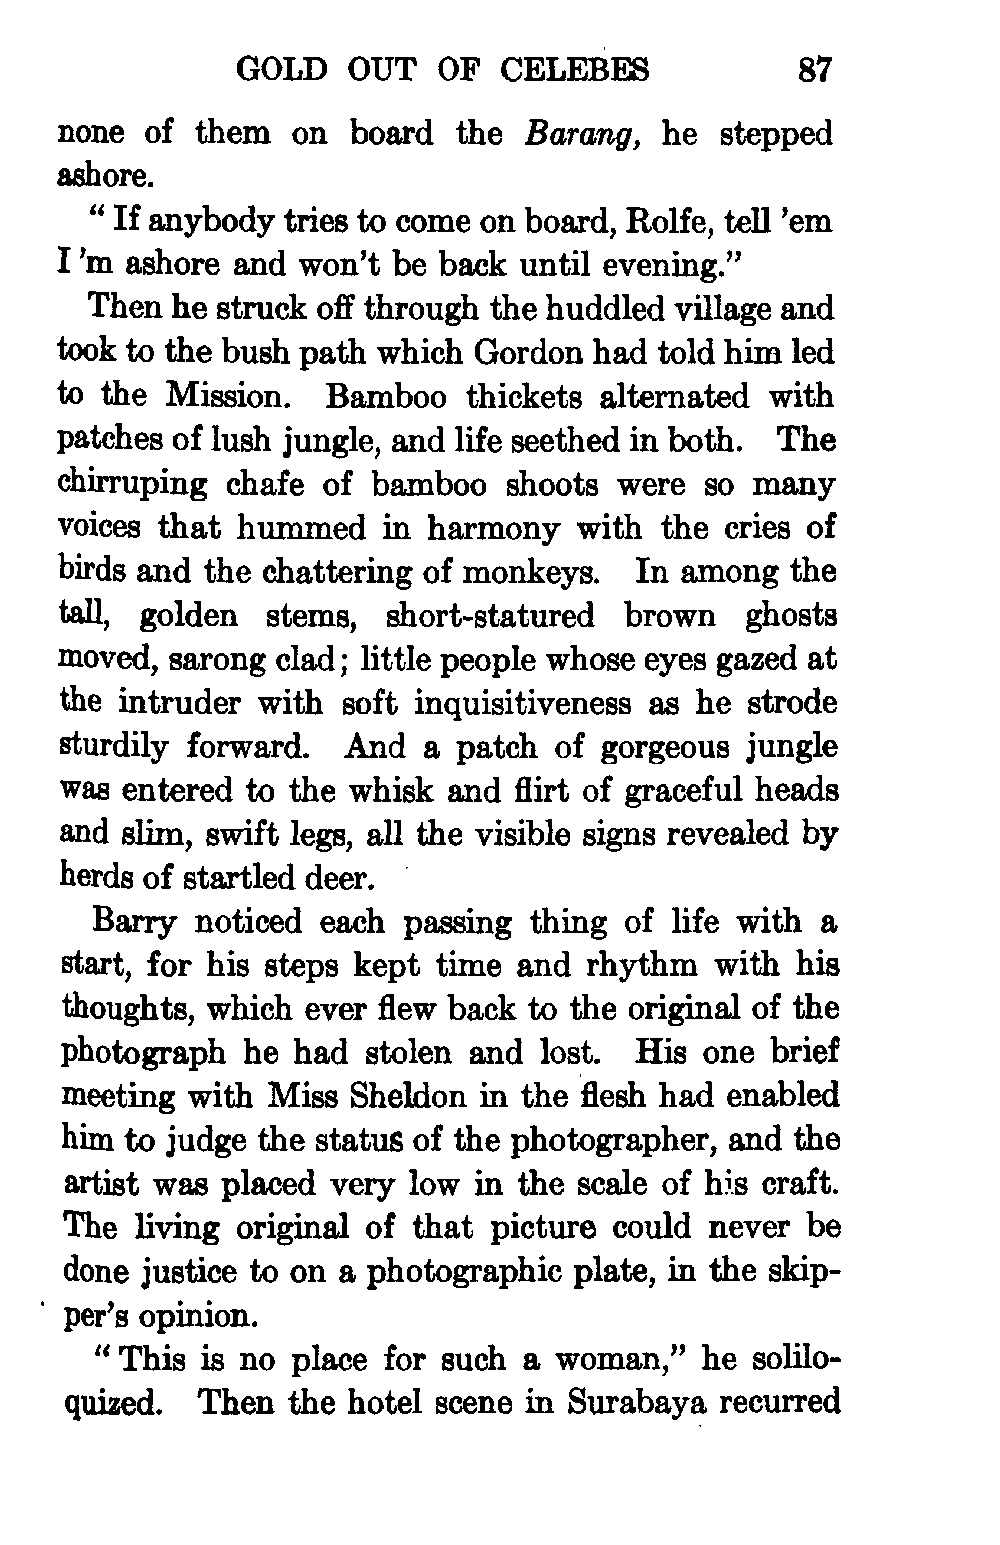 GOLD OUT OF CELEBES 87
none of them on board the Barang, he stepped
ashore.
“ If anybody tries to come on board, Rolfe, tell ’em
I ’m ashore and won’t be back until evening.”
Then he struck off through the huddled village and
took to the bush path which Gordon had told him led
to the Mission. Bamboo thickets alternated with
patches of lush jungle, and life seethed in both. The
chirruping chafe of bamboo shoots were so many
voices that hummed in harmony with the cries of
birds and the chattering of monkeys. In among the
tall, golden stems, short-statured brown ghosts
moved, sarong clad; little people whose eyes gazed at
the intruder with soft inquisitiveness as he strode
sturdily forward. And a patch of gorgeous jungle
was entered to the whisk and flirt of graceful heads
and slim, swift legs, all the visible signs revealed by
herds of startled deer.
Barry noticed each passing thing of life with a
start, for his steps kept time and rhythm with his
thoughts, which ever flew back to the original of the
photograph he had stolen and lost. His one brief
meeting with Miss Sheldon in the flesh had enabled
him to judge the status of the photographer, and the
artist was placed very low in the scale of his craft.
The living original of that picture could never be
done justice to on a photographic plate, in the skip-
per’s opinion.
“ This is no place for such a woman,” he solilo-
quized. Then the hotel scene in Surabaya recurred